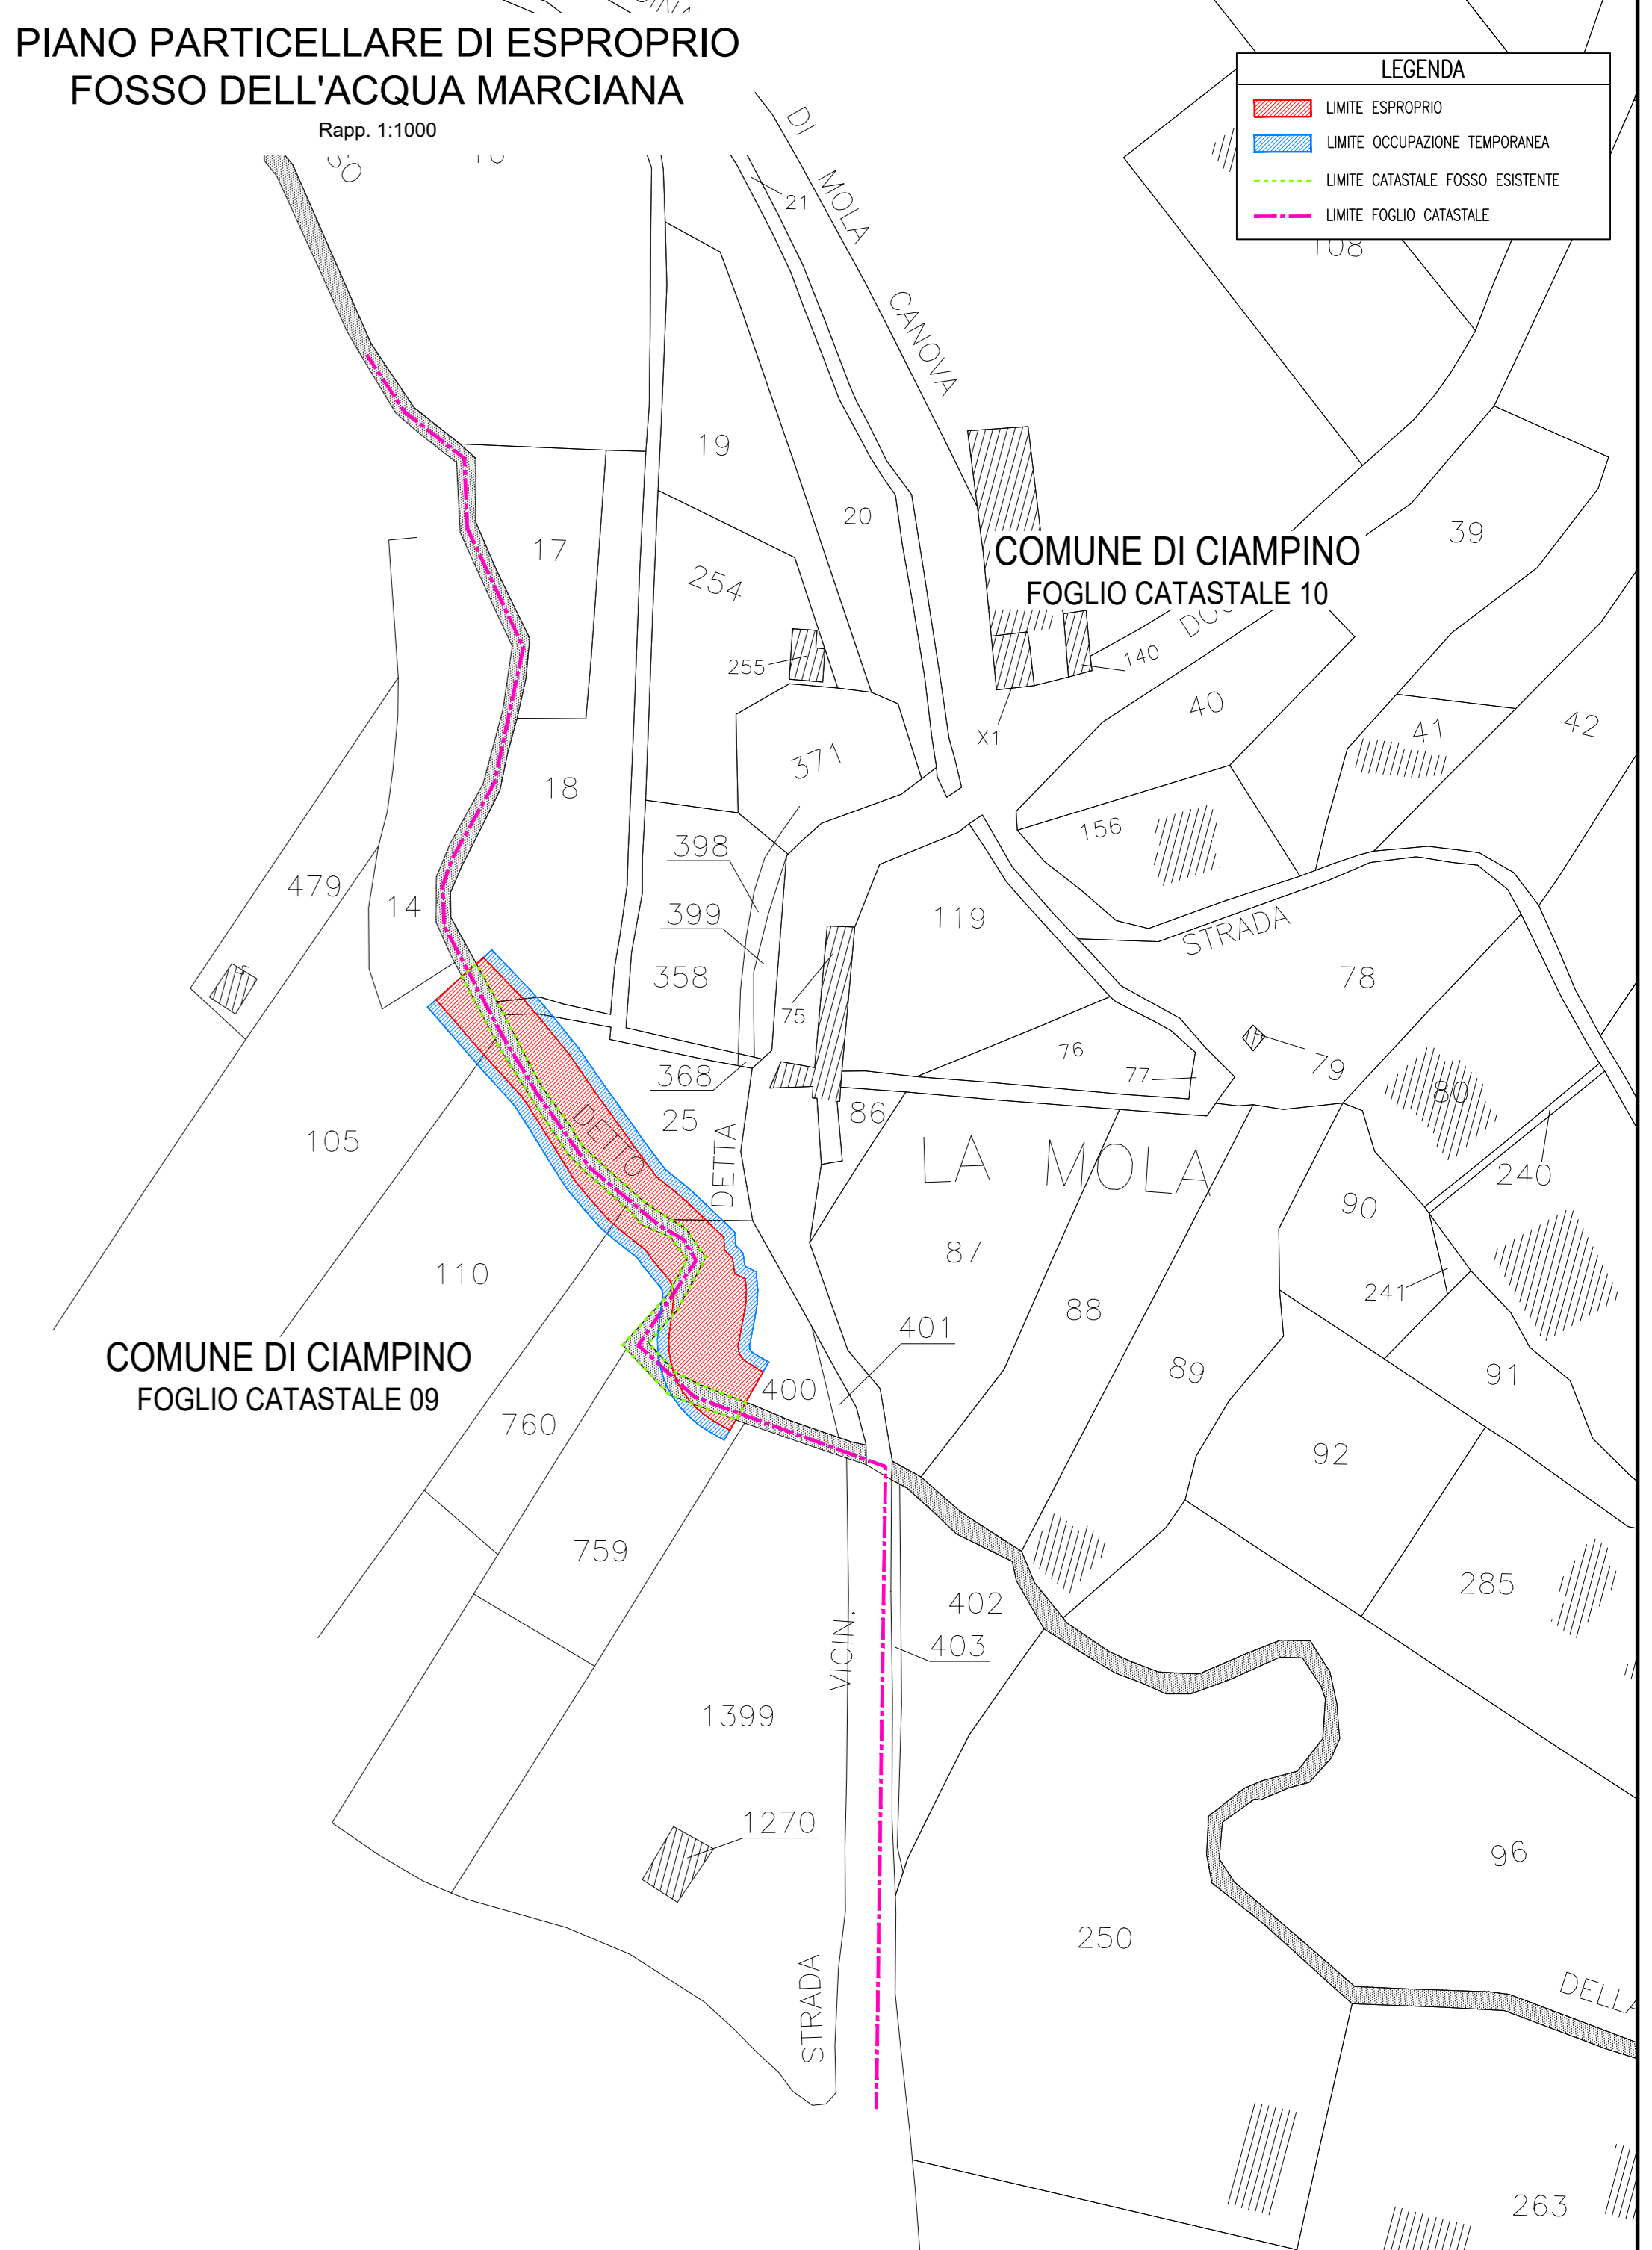 PIANO PARTICELLARE DI ESPROPRIO
FOSSO DELL'ACQUA MARCIANA
Rapp. 1:1000
LEGENDA
LIMITE ESPROPRIO
LIMITE OCCUPAZIONE TEMPORANEA
LIMITE CATASTALE FOSSO ESISTENTE
LIMITE FOGLIO CATASTALE
108
21
DI MOLA CANOVA
19
20
17
254
255
COMUNE DI CIAMPINO
FOGLIO CATASTALE 10
39
140
40
41
42
X1
371
18
156
398
399
358
479
14
119
STRADA
78
75
76
77
79
80
368
25
86
DETTO
DETTA
LA MOLA
105
240
90
241
87
88
110
401
89
91
COMUNE DI CIAMPINO
FOGLIO CATASTALE 09
400
760
92
759
285
402
403
VICIN.
1399
1270
96
250
STRADA
DELLA
263